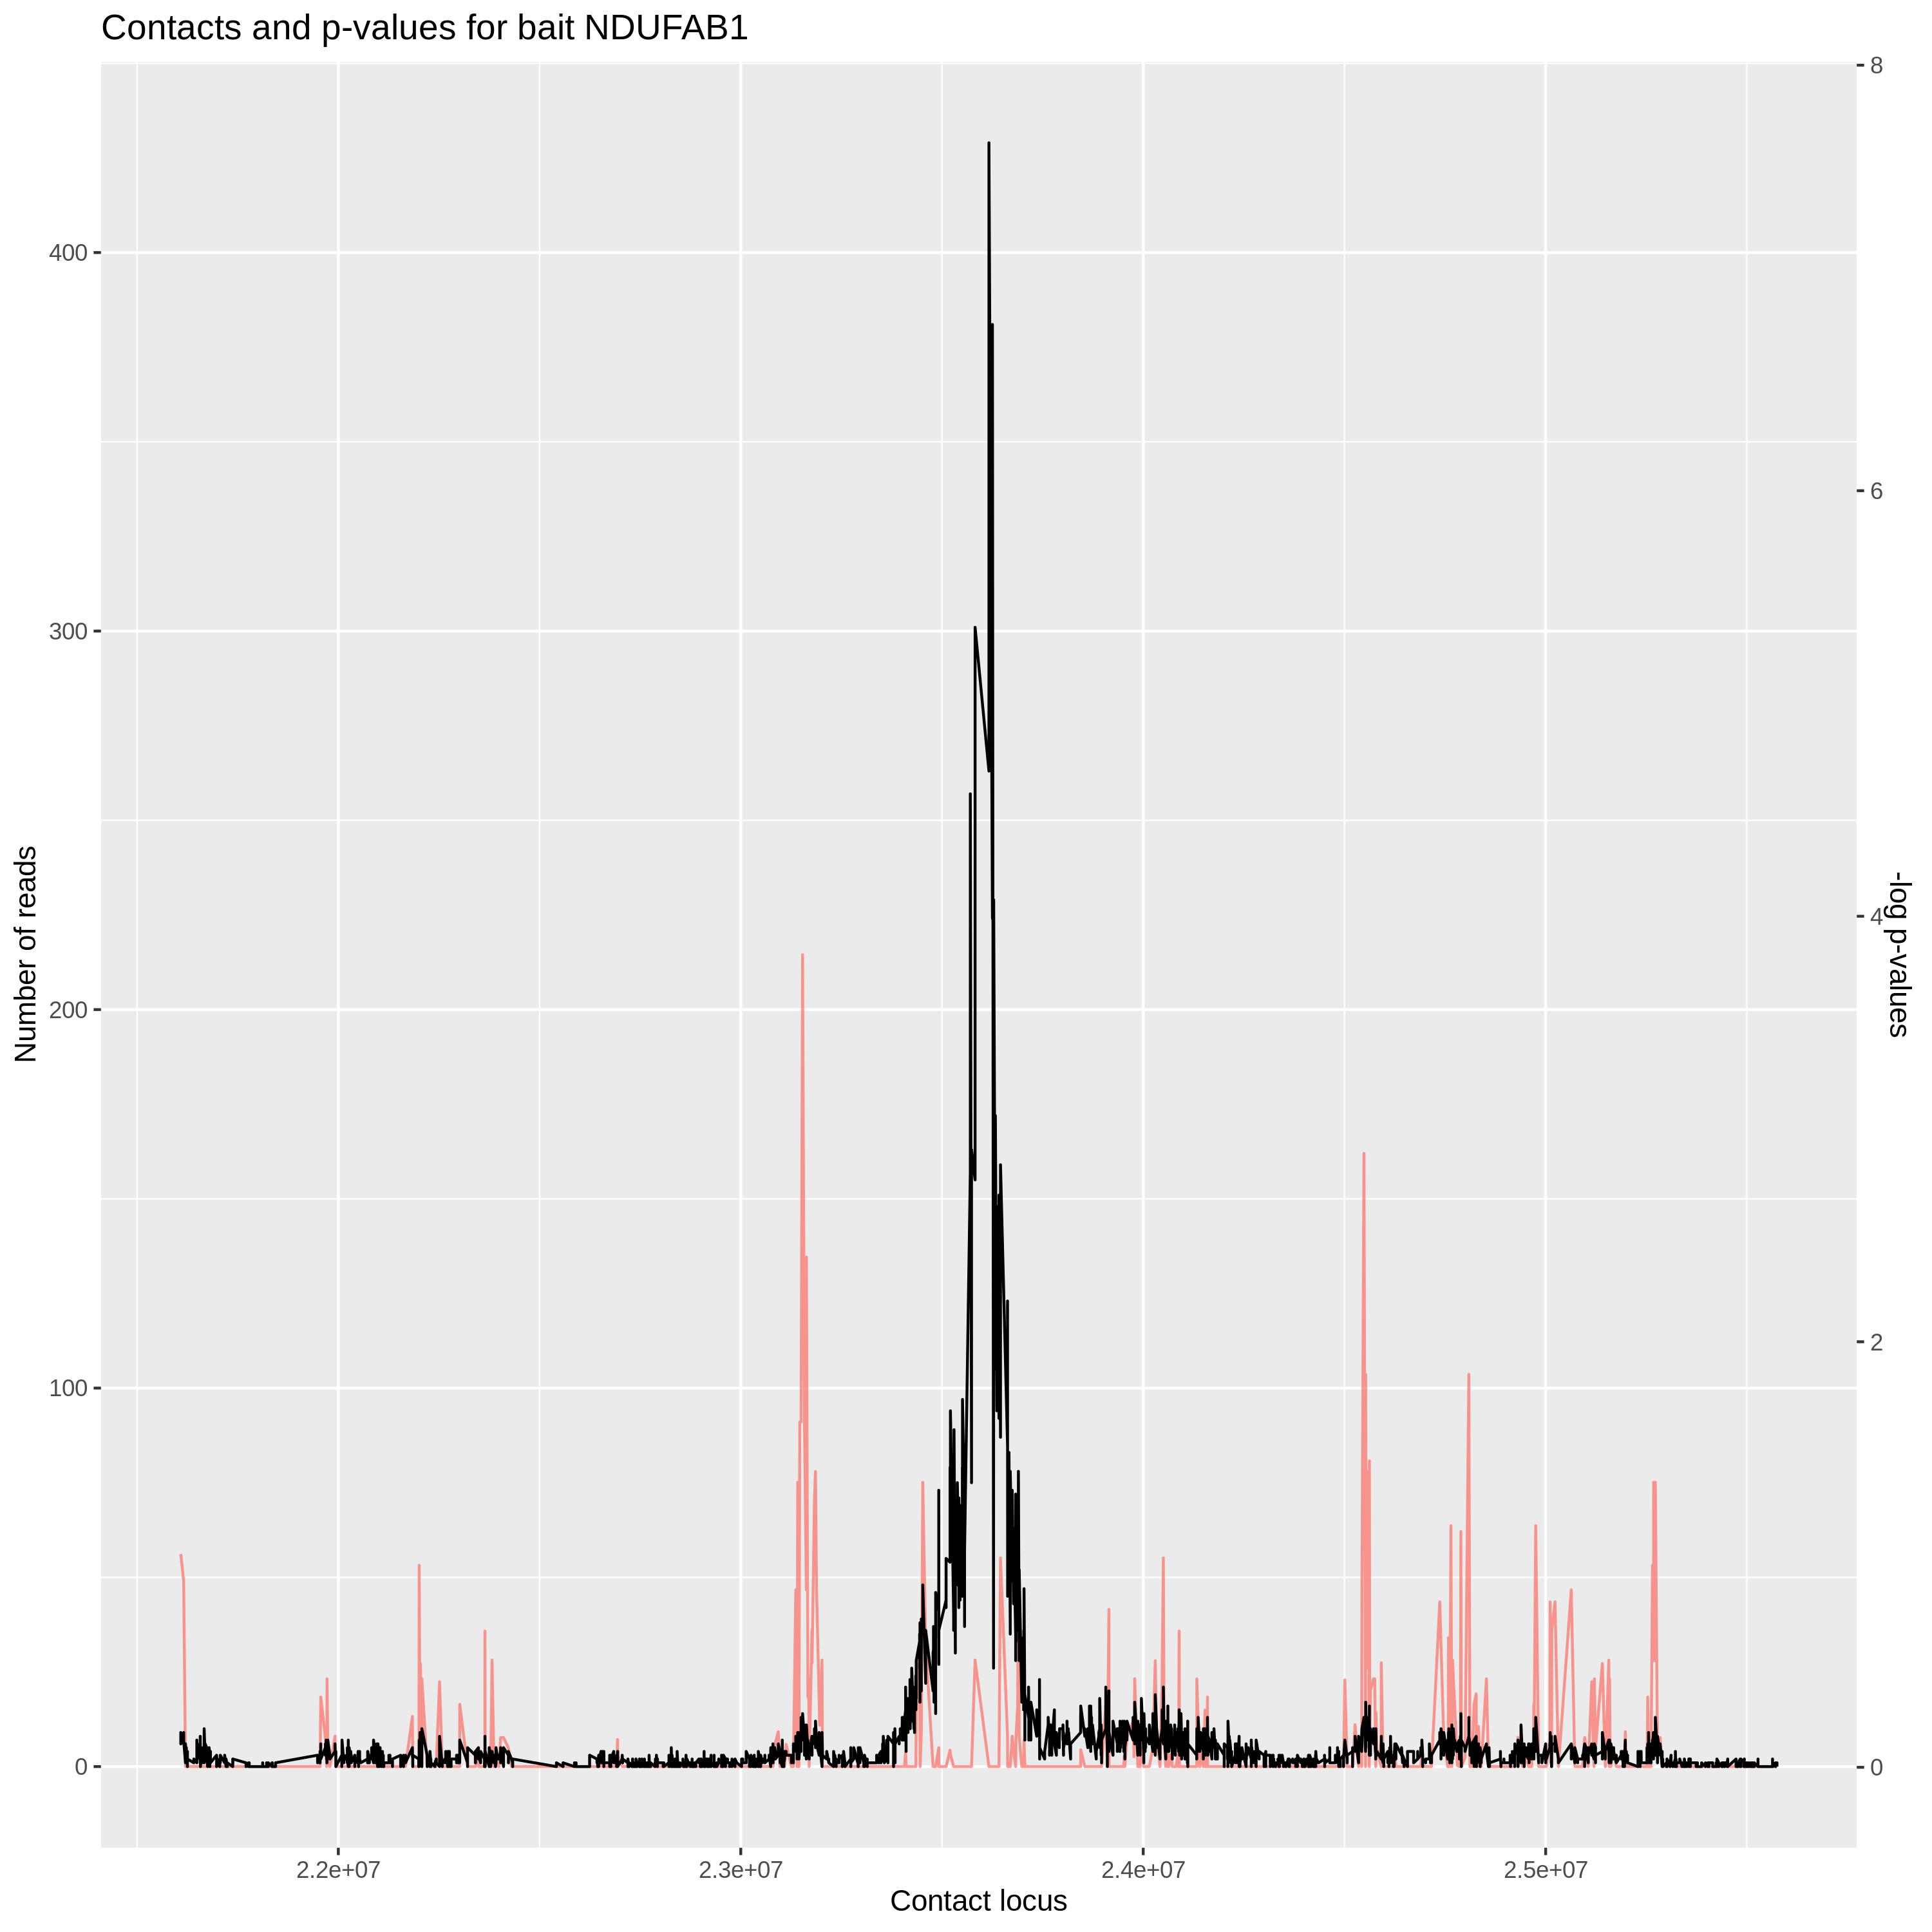 Contacts and p-values for bait NDUFAB1
8
400
6
300
Number of reads
-log p-values
4
200
2
100
0
0
2.2e+07
2.3e+07
2.4e+07
2.5e+07
Contact locus